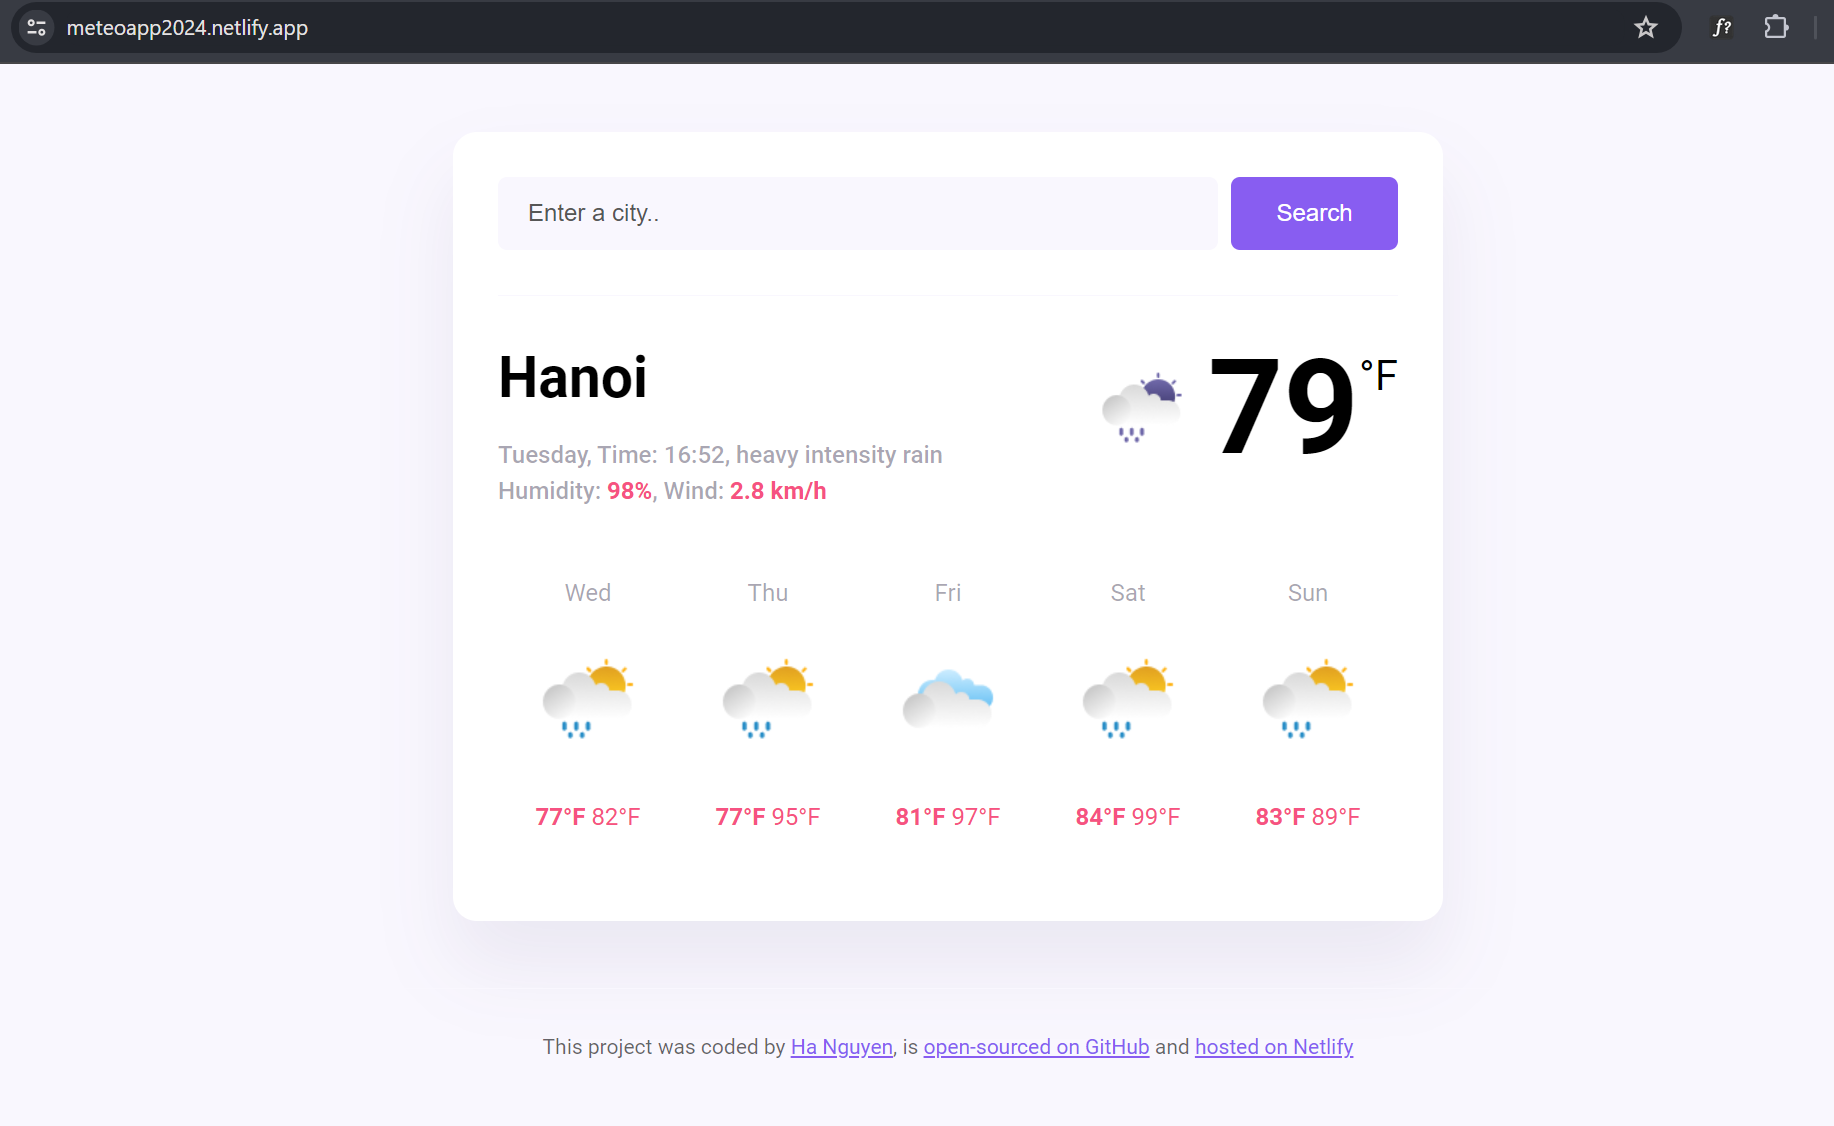 meteoapp2024.netlify.app
f?
Enter a city..
Search
Hanoi
79 °F
Tuesday, Time: 16:52, heavy intensity rain
Humidity: 98%, Wind: 2.8 km/h
Wed Thu Fri Sat Sun
77°F 82°F 77°F 95°F 81°F 97°F 84°F 99°F 83°F 89°F
This project was coded by Ha Nguyen, is open-sourced on GitHub and hosted on Netlify